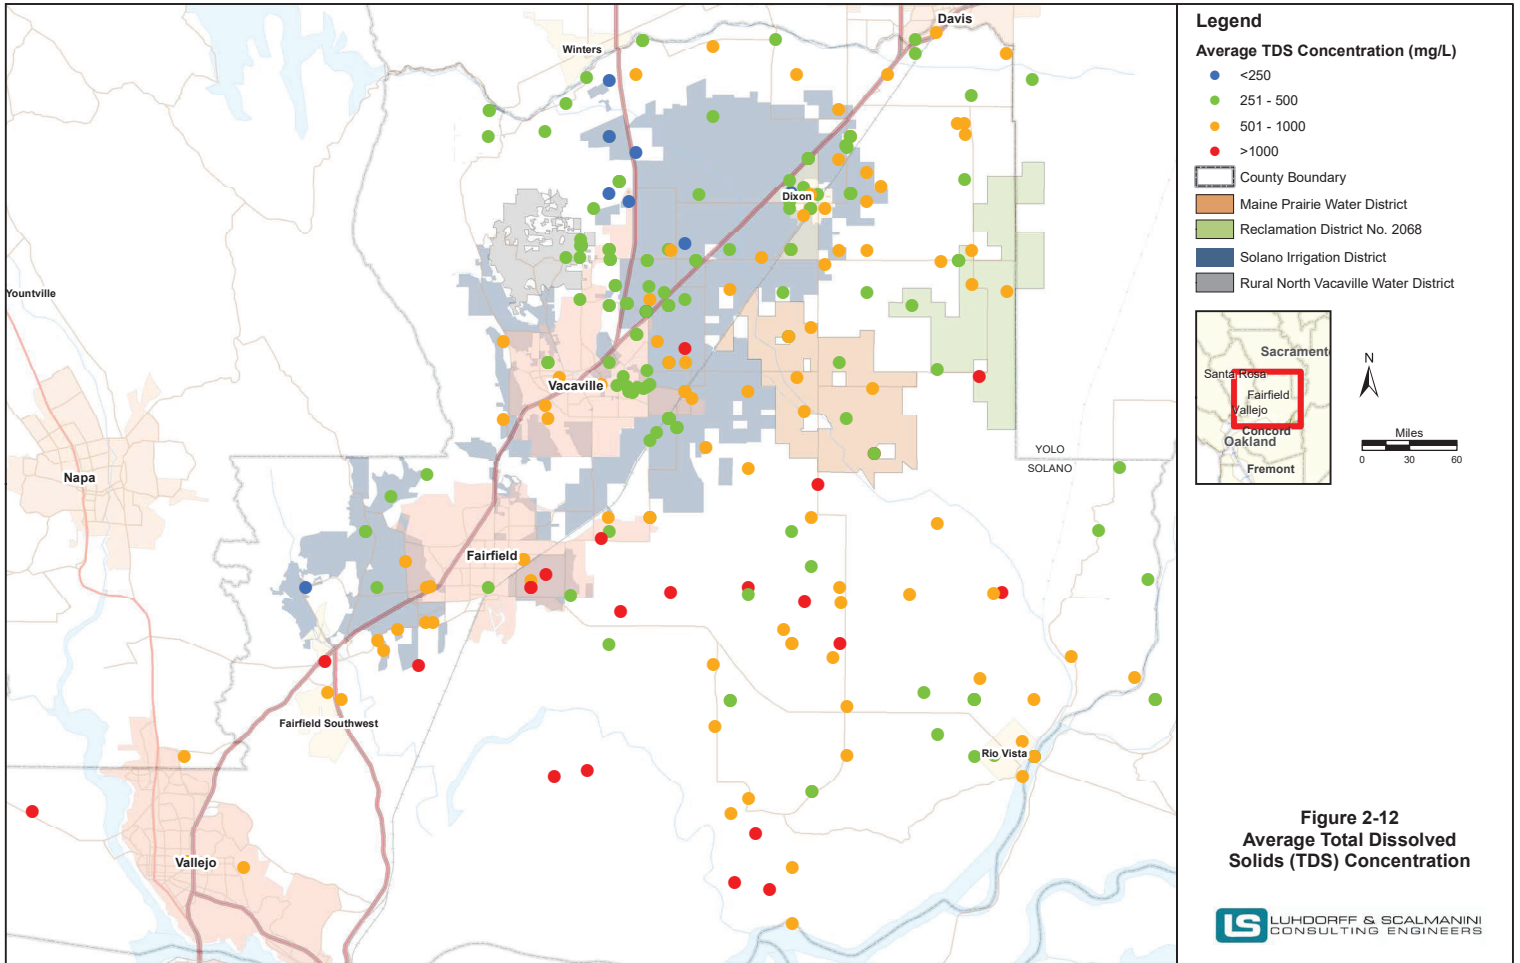 Davis
Winters
Dixon
Yountville
Vacaville
Napa
YOLO
SOLANO
Fairfield
Fairfield Southwest
Rio Vista
Vallejo
Legend
Average TDS Concentration (mg/L)
<250
251 - 500
501 - 1000
>1000
County Boundary
Maine Prairie Water District
Reclamation District No. 2068
Solano Irrigation District
Rural North Vacaville Water District
Sacrament
Santa Rosa
Fairfield
Vallejo
Concord
Oakland
Fremont
N
Miles
0 30 60
Figure 2-12
Average Total Dissolved
Solids (TDS) Concentration
LS LUHDORFF & SCALMANINI
CONSULTING ENGINEERS